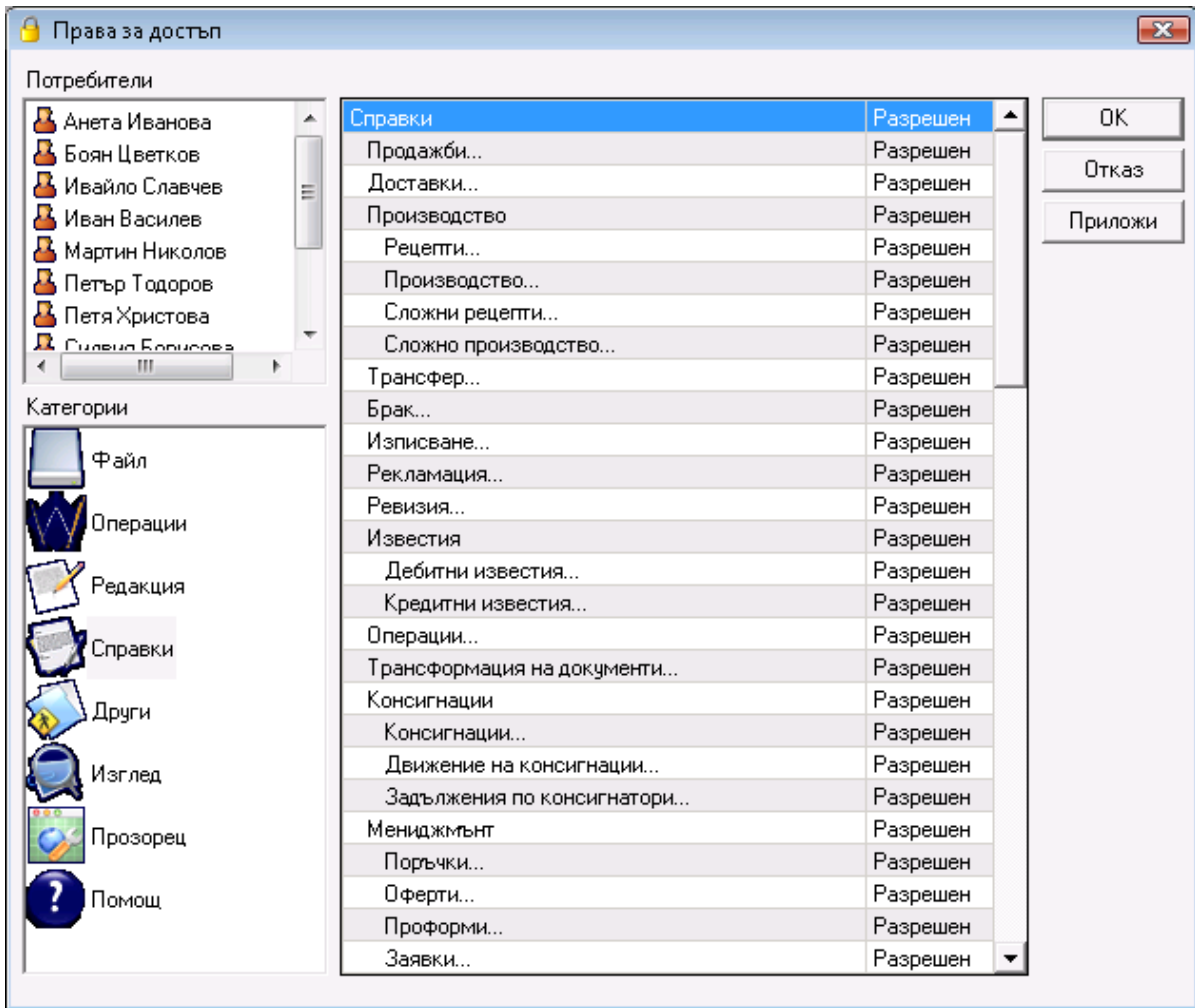 Права за достъп
Потребители
Анета Иванова
Боян Цветков
Ивайло Славчев
Иван Василев
Мартин Николов
Петър Тодоров
Петя Христова
Силвия Борисова
Категории
Файл
Операции
Редакция
Справки
Други
Изглед
Прозорец
Помощ
Справки Разрешен
Продажби... Разрешен
Доставки... Разрешен
Производство Разрешен
Рецепти... Разрешен
Производство... Разрешен
Сложни рецепти... Разрешен
Сложно производство... Разрешен
Трансфер... Разрешен
Брак... Разрешен
Изписване... Разрешен
Рекламация... Разрешен
Ревизия... Разрешен
Известия Разрешен
Дебитни известия... Разрешен
Кредитни известия... Разрешен
Операции... Разрешен
Трансформация на документи... Разрешен
Консигнации Разрешен
Консигнации... Разрешен
Движение на консигнации... Разрешен
Задължения по консигнатори... Разрешен
Мениджмънт Разрешен
Поръчки... Разрешен
Оферти... Разрешен
Проформи... Разрешен
Заявки... Разрешен
OK
Отказ
Приложи